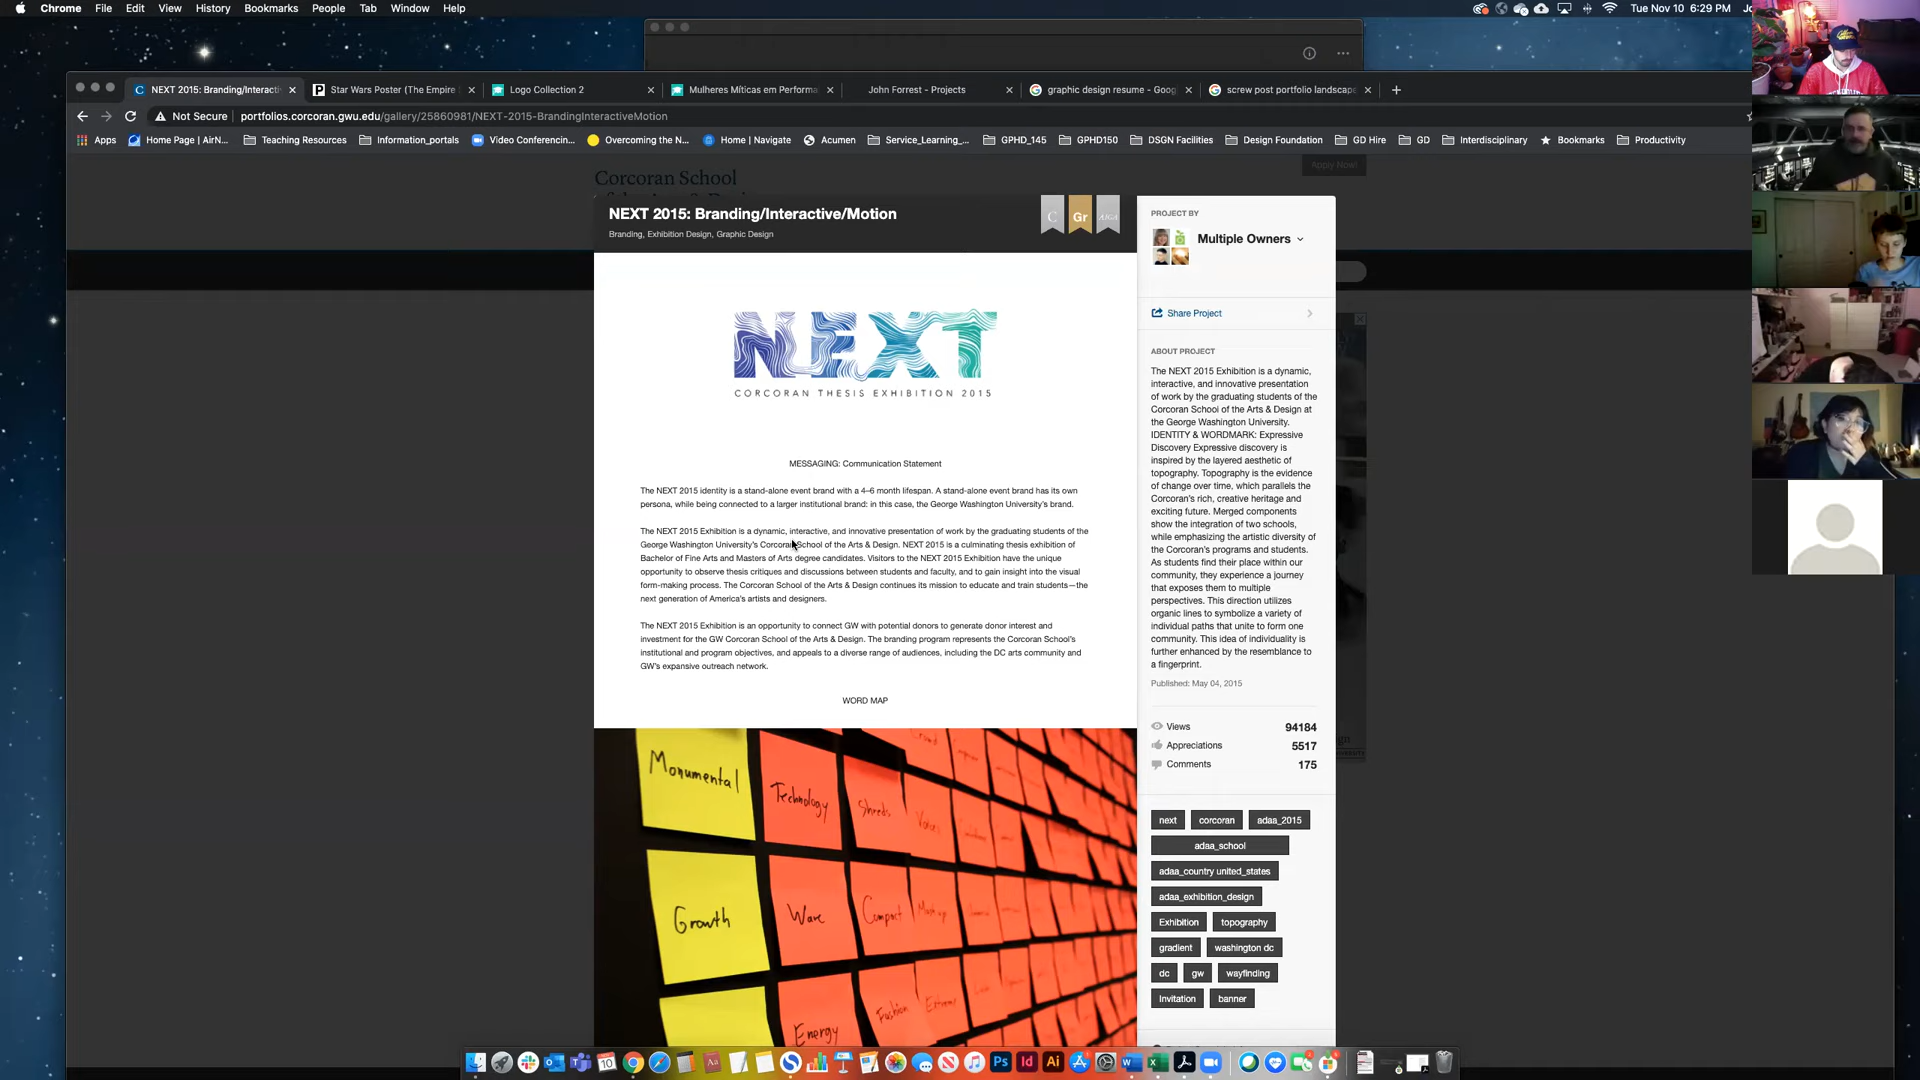 Chrome File Edit View History Bookmarks People Tab Window Help
Tue Nov 10 6:29 PM
NEXT 2015: Branding/Interacti
Star Wars Poster (The Empire
Logo Collection 2
Mulheres Míticas em Performa
John Forrest - Projects
graphic design resume - Goog
screw post portfolio landscape
Not Secure
portfolios.corcoran.gwu.edu/gallery/25860981/NEXT-2015-BrandingInteractiveMotion
Apps
Home Page | AirN...
Teaching Resources
Information_portals
Video Conferencin...
Overcoming the N...
Home | Navigate
Acumen
Service_Learning_...
GPHD_145
GPHD150
DSGN Facilities
Design Foundation
GD Hire
GD
Interdisciplinary
Bookmarks
Productivity
Corcoran School
Apply Now!
NEXT 2015: Branding/Interactive/Motion
Branding, Exhibition Design, Graphic Design
C
Gr
AIGA
NEXT
CORCORAN THESIS EXHIBITION 2015
MESSAGING: Communication Statement
The NEXT 2015 identity is a stand-alone event brand with a 4–6 month lifespan. A stand-alone event brand has its own
persona, while being connected to a larger institutional brand: in this case, the George Washington University's brand.
The NEXT 2015 Exhibition is a dynamic, interactive, and innovative presentation of work by the graduating students of the
George Washington University's Corcoran School of the Arts & Design. NEXT 2015 is a culminating thesis exhibition of
Bachelor of Fine Arts and Masters of Arts degree candidates. Visitors to the NEXT 2015 Exhibition have the unique
opportunity to observe thesis critiques and discussions between students and faculty, and to gain insight into the visual
form-making process. The Corcoran School of the Arts & Design continues its mission to educate and train students—the
next generation of America's artists and designers.
The NEXT 2015 Exhibition is an opportunity to connect GW with potential donors to generate donor interest and
investment for the GW Corcoran School of the Arts & Design. The branding program represents the Corcoran School's
institutional and program objectives, and appeals to a diverse range of audiences, including the DC arts community and
GW's expansive outreach network.
WORD MAP
Monumental
Technology
Shreds
Voices
Growth
Wave
Compact
Mash up
Energy
Fashion
Extreme
PROJECT BY
Multiple Owners
Share Project
ABOUT PROJECT
The NEXT 2015 Exhibition is a dynamic,
interactive, and innovative presentation
of work by the graduating students of the
Corcoran School of the Arts & Design at
the George Washington University.
IDENTITY & WORDMARK: Expressive
Discovery Expressive discovery is
inspired by the layered aesthetic of
topography. Topography is the evidence
of change over time, which parallels the
Corcoran's rich, creative heritage and
exciting future. Merged components
show the integration of two schools,
while emphasizing the artistic diversity
of the Corcoran's programs and students.
As students find their place within our
community, they experience a journey
that exposes them to multiple
perspectives. This direction utilizes
organic lines to symbolize a variety of
individual paths that unite to form one
community. This idea of individuality is
further enhanced by the resemblance to
a fingerprint.
Published: May 04, 2015
Views 94184
Appreciations 5517
Comments 175
next corcoran adaa_2015
adaa_school
adaa_country united_states
adaa_exhibition_design
Exhibition topography
gradient washington dc
dc gw wayfinding
Invitation banner
10
Ps
Id
Ai